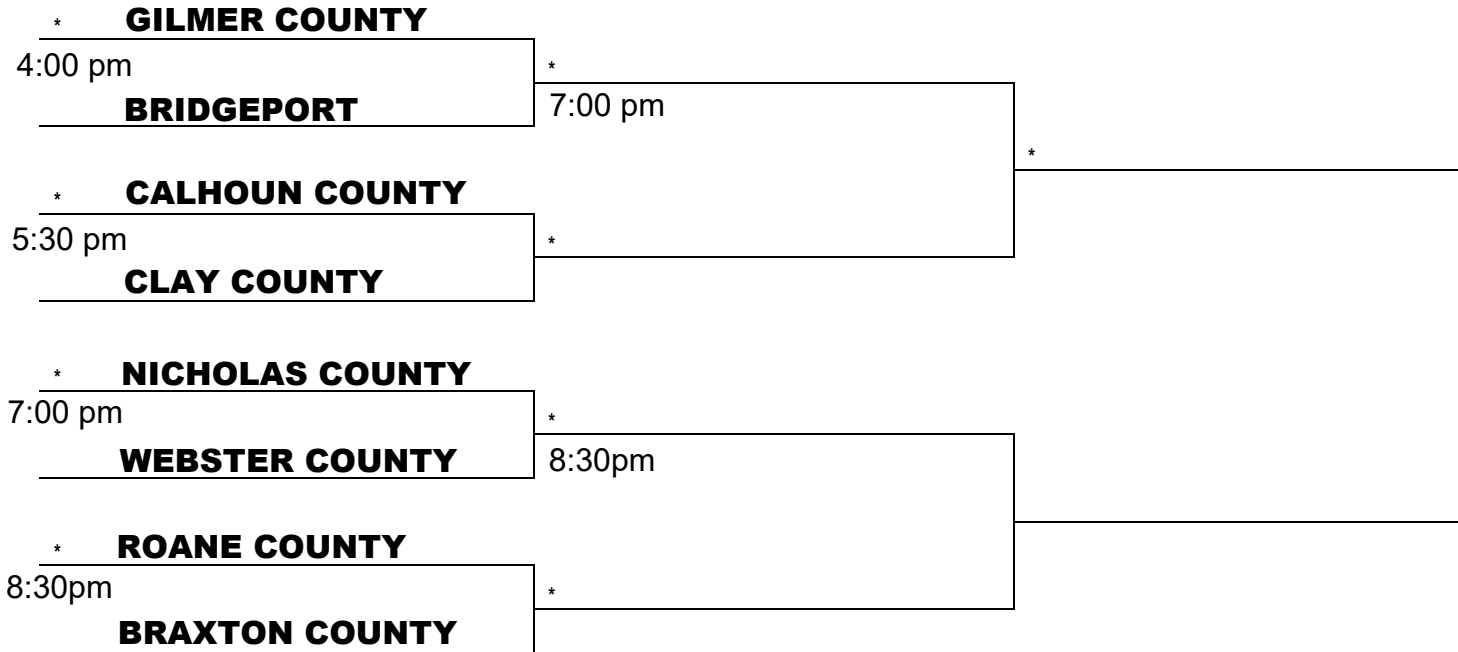 * GILMER COUNTY
4:00 pm
*
BRIDGEPORT
7:00 pm
*
* CALHOUN COUNTY
5:30 pm
*
CLAY COUNTY
* NICHOLAS COUNTY
7:00 pm
*
WEBSTER COUNTY
8:30pm
* ROANE COUNTY
8:30pm
*
BRAXTON COUNTY